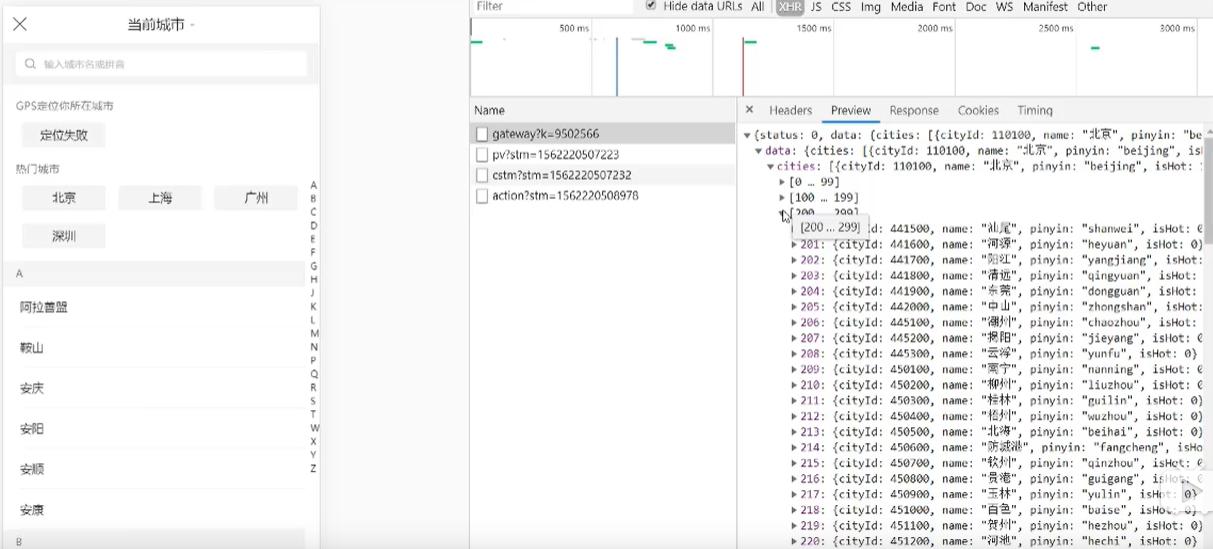 当前城市
输入城市名或拼音
GPS定位你所在城市
定位失败
热门城市
北京 上海 广州
深圳
A
阿拉善盟
鞍山
安庆
安阳
安顺
安康
B
A
B
C
D
E
F
G
H
J
K
L
M
N
P
Q
R
S
T
W
X
Y
Z
Filter Hide data URLs All XHR JS CSS Img Media Font Doc WS Manifest Other
500 ms 1000 ms 1500 ms 2000 ms 2500 ms 3000 ms
Name
gateway?k=9502566
pv?stm=1562220507223
cstm?stm=1562220507232
action?stm=1562220508978
× Headers Preview Response Cookies Timing
{status: 0, data: {cities: [{cityId: 110100, name: "北京", pinyin: "be
data: {cities: [{cityId: 110100, name: "北京", pinyin: "beijing", is
cities: [{cityId: 110100, name: "北京", pinyin: "beijing", isHot:
[0 … 99]
[100 … 199]
[200 … 299]
[200 … 299]
Id: 441500, name: "汕尾", pinyin: "shanwei", isHot: 0
201: {cityId: 441600, name: "河源", pinyin: "heyuan", isHot: 0}
202: {cityId: 441700, name: "阳江", pinyin: "yangjiang", isHot:
203: {cityId: 441800, name: "清远", pinyin: "qingyuan", isHot:
204: {cityId: 441900, name: "东莞", pinyin: "dongguan", isHot:
205: {cityId: 442000, name: "中山", pinyin: "zhongshan", isHot:
206: {cityId: 445100, name: "潮州", pinyin: "chaozhou", isHot:
207: {cityId: 445200, name: "揭阳", pinyin: "jieyang", isHot: 0
208: {cityId: 445300, name: "云浮", pinyin: "yunfu", isHot: 0}
209: {cityId: 450100, name: "南宁", pinyin: "nanning", isHot: 0
210: {cityId: 450200, name: "柳州", pinyin: "liuzhou", isHot: 0
211: {cityId: 450300, name: "桂林", pinyin: "guilin", isHot: 0}
212: {cityId: 450400, name: "梧州", pinyin: "wuzhou", isHot: 0}
213: {cityId: 450500, name: "北海", pinyin: "beihai", isHot: 0}
214: {cityId: 450600, name: "防城港", pinyin: "fangcheng", isHo
215: {cityId: 450700, name: "钦州", pinyin: "qinzhou", isHot: 0
216: {cityId: 450800, name: "贵港", pinyin: "guigang", isHot: 0
217: {cityId: 450900, name: "玉林", pinyin: "yulin", isHot: 0}
218: {cityId: 451000, name: "百色", pinyin: "baise", isHot: 0}
219: {cityId: 451100, name: "贺州", pinyin: "hezhou", isHot: 0}
220: {cityId: 451200, name: "河池", pinyin: "hechi", isHot: 0}